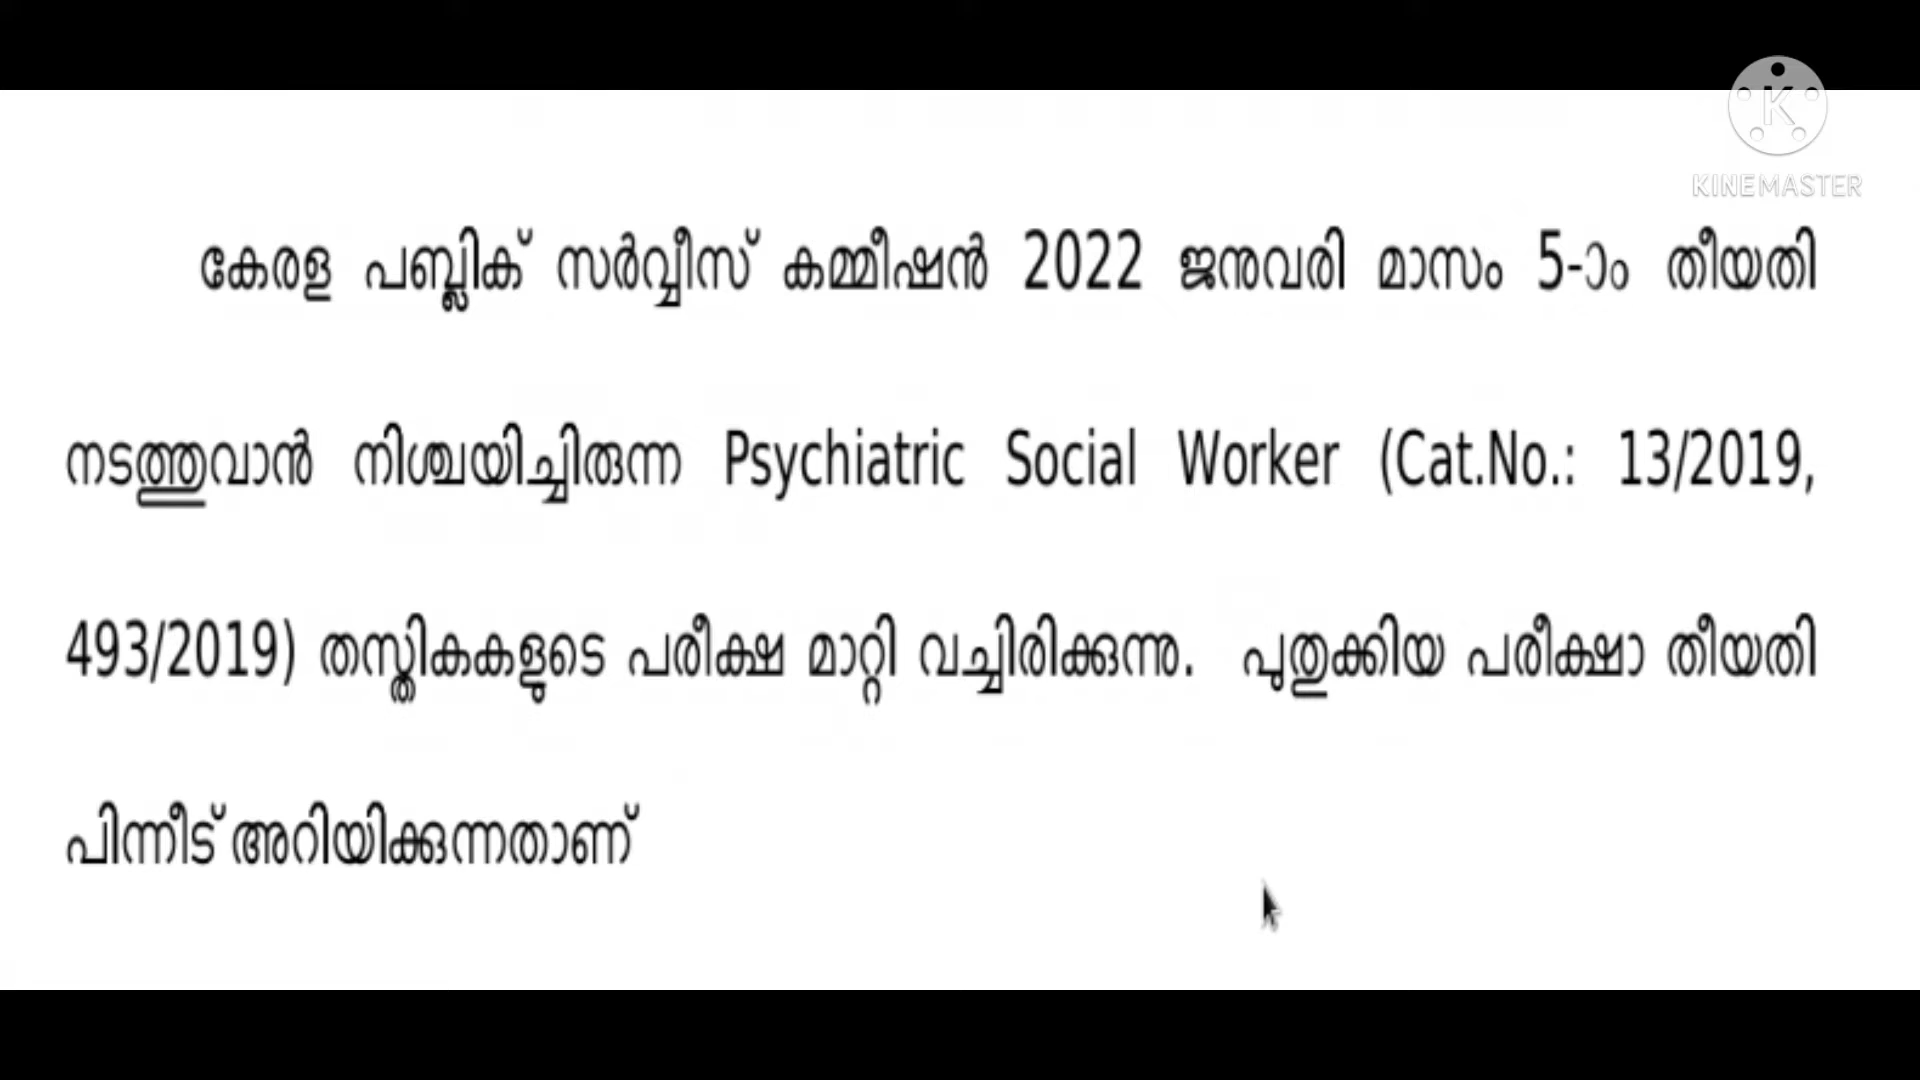 KINEMASTER
കേരള പബ്ലിക് സർവ്വീസ് കമ്മീഷൻ 2022 ജനുവരി മാസം 5-ാം തീയതി
നടത്തുവാൻ നിശ്ചയിച്ചിരുന്ന Psychiatric Social Worker (Cat.No.: 13/2019,
493/2019) തസ്തികകളുടെ പരീക്ഷ മാറ്റി വച്ചിരിക്കുന്നു. പുതുക്കിയ പരീക്ഷാ തീയതി
പിന്നീട് അറിയിക്കുന്നതാണ്